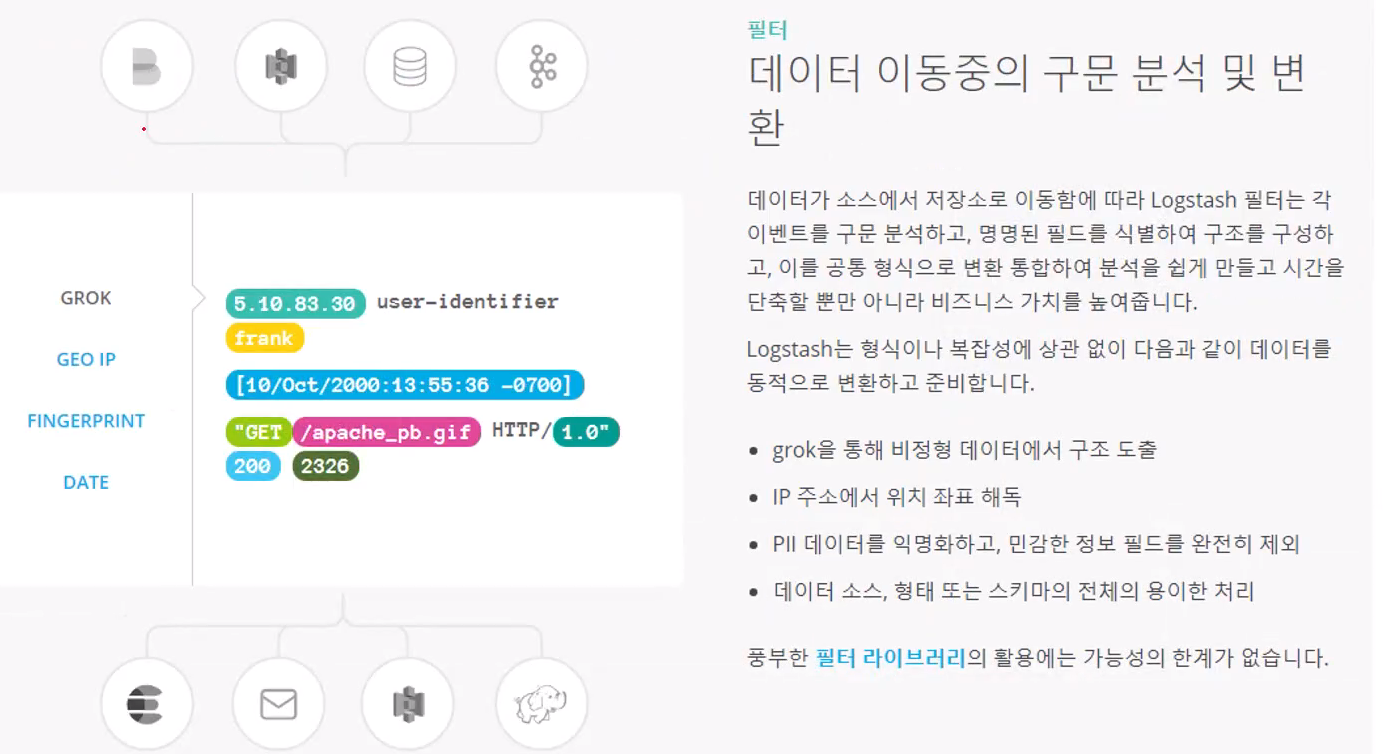 GROK
GEO IP
FINGERPRINT
DATE
5.10.83.30 user-identifier
frank
[10/Oct/2000:13:55:36 -0700]
"GET /apache_pb.gif HTTP/1.0"
200 2326
필터
데이터 이동중의 구문 분석 및 변
환
데이터가 소스에서 저장소로 이동함에 따라 Logstash 필터는 각
이벤트를 구문 분석하고, 명명된 필드를 식별하여 구조를 구성하
고, 이를 공통 형식으로 변환 통합하여 분석을 쉽게 만들고 시간을
단축할 뿐만 아니라 비즈니스 가치를 높여줍니다.
Logstash는 형식이나 복잡성에 상관 없이 다음과 같이 데이터를
동적으로 변환하고 준비합니다.
• grok을 통해 비정형 데이터에서 구조 도출
• IP 주소에서 위치 좌표 해독
• PII 데이터를 익명화하고, 민감한 정보 필드를 완전히 제외
• 데이터 소스, 형태 또는 스키마의 전체의 용이한 처리
풍부한 필터 라이브러리의 활용에는 가능성의 한계가 없습니다.